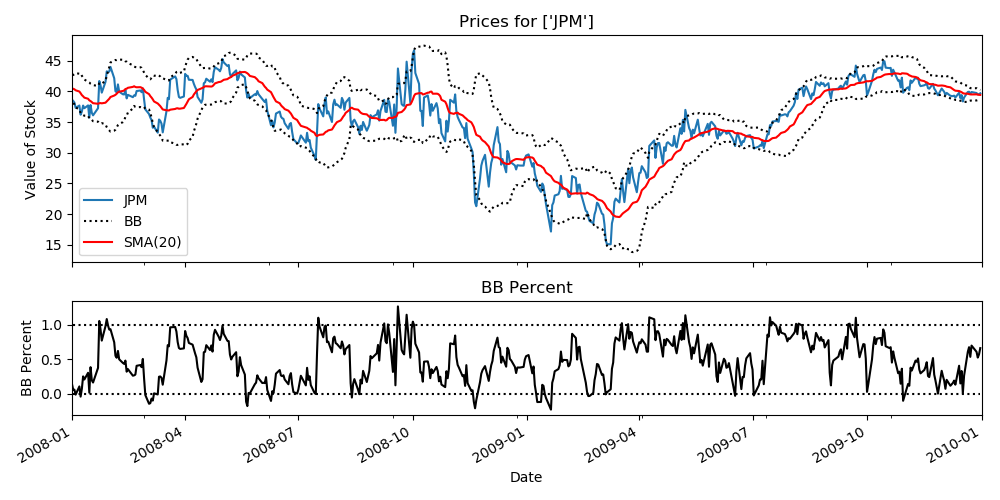 Prices for ['JPM']
Value of Stock
45
40
35
30
25
20
15
JPM
BB
SMA(20)
BB Percent
BB Percent
1.0
0.5
0.0
2008-01
2008-04
2008-07
2008-10
2009-01
2009-04
2009-07
2009-10
2010-01
Date